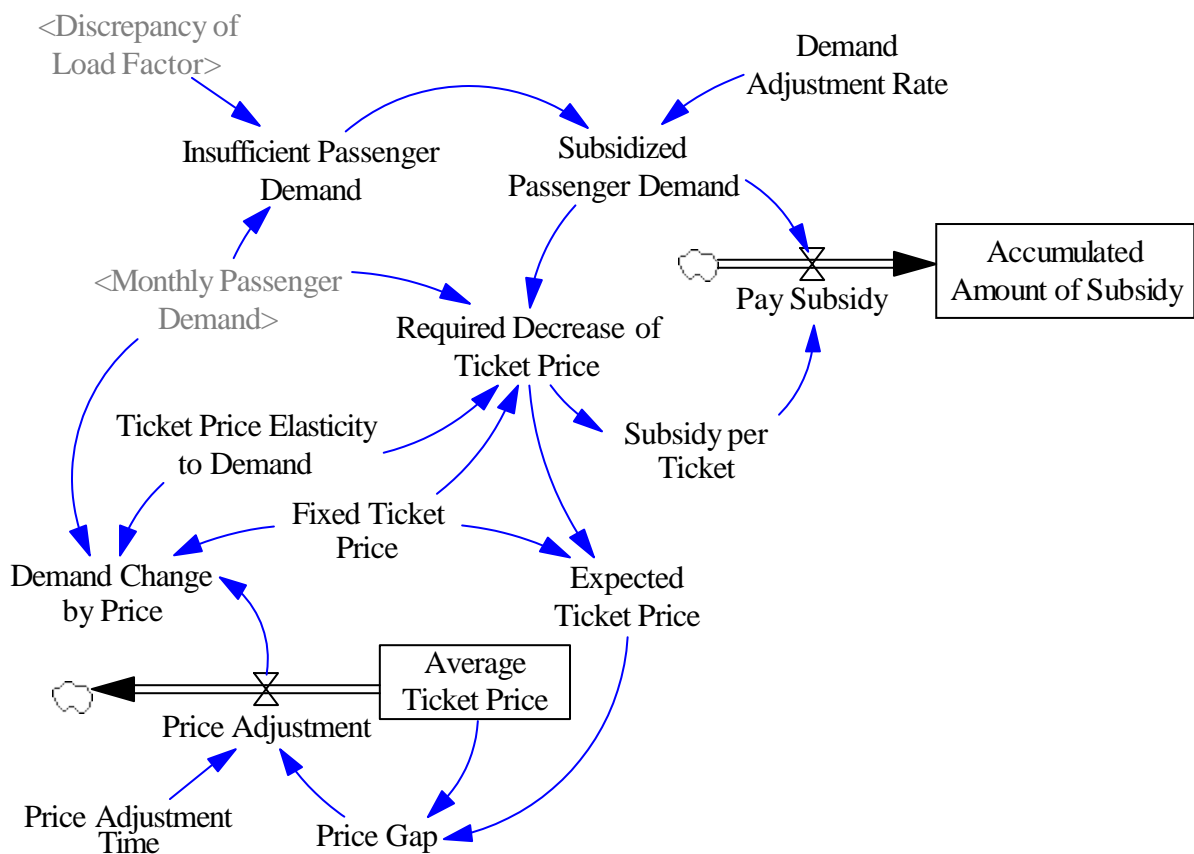 <Discrepancy of
Load Factor>
Demand
Adjustment Rate
Insufficient Passenger
Demand
Subsidized
Passenger Demand
<Monthly Passenger
Demand>
Pay Subsidy
Accumulated
Amount of Subsidy
Required Decrease of
Ticket Price
Ticket Price Elasticity
to Demand
Subsidy per
Ticket
Fixed Ticket
Price
Demand Change
by Price
Expected
Ticket Price
Average
Ticket Price
Price Adjustment
Price Adjustment
Time
Price Gap